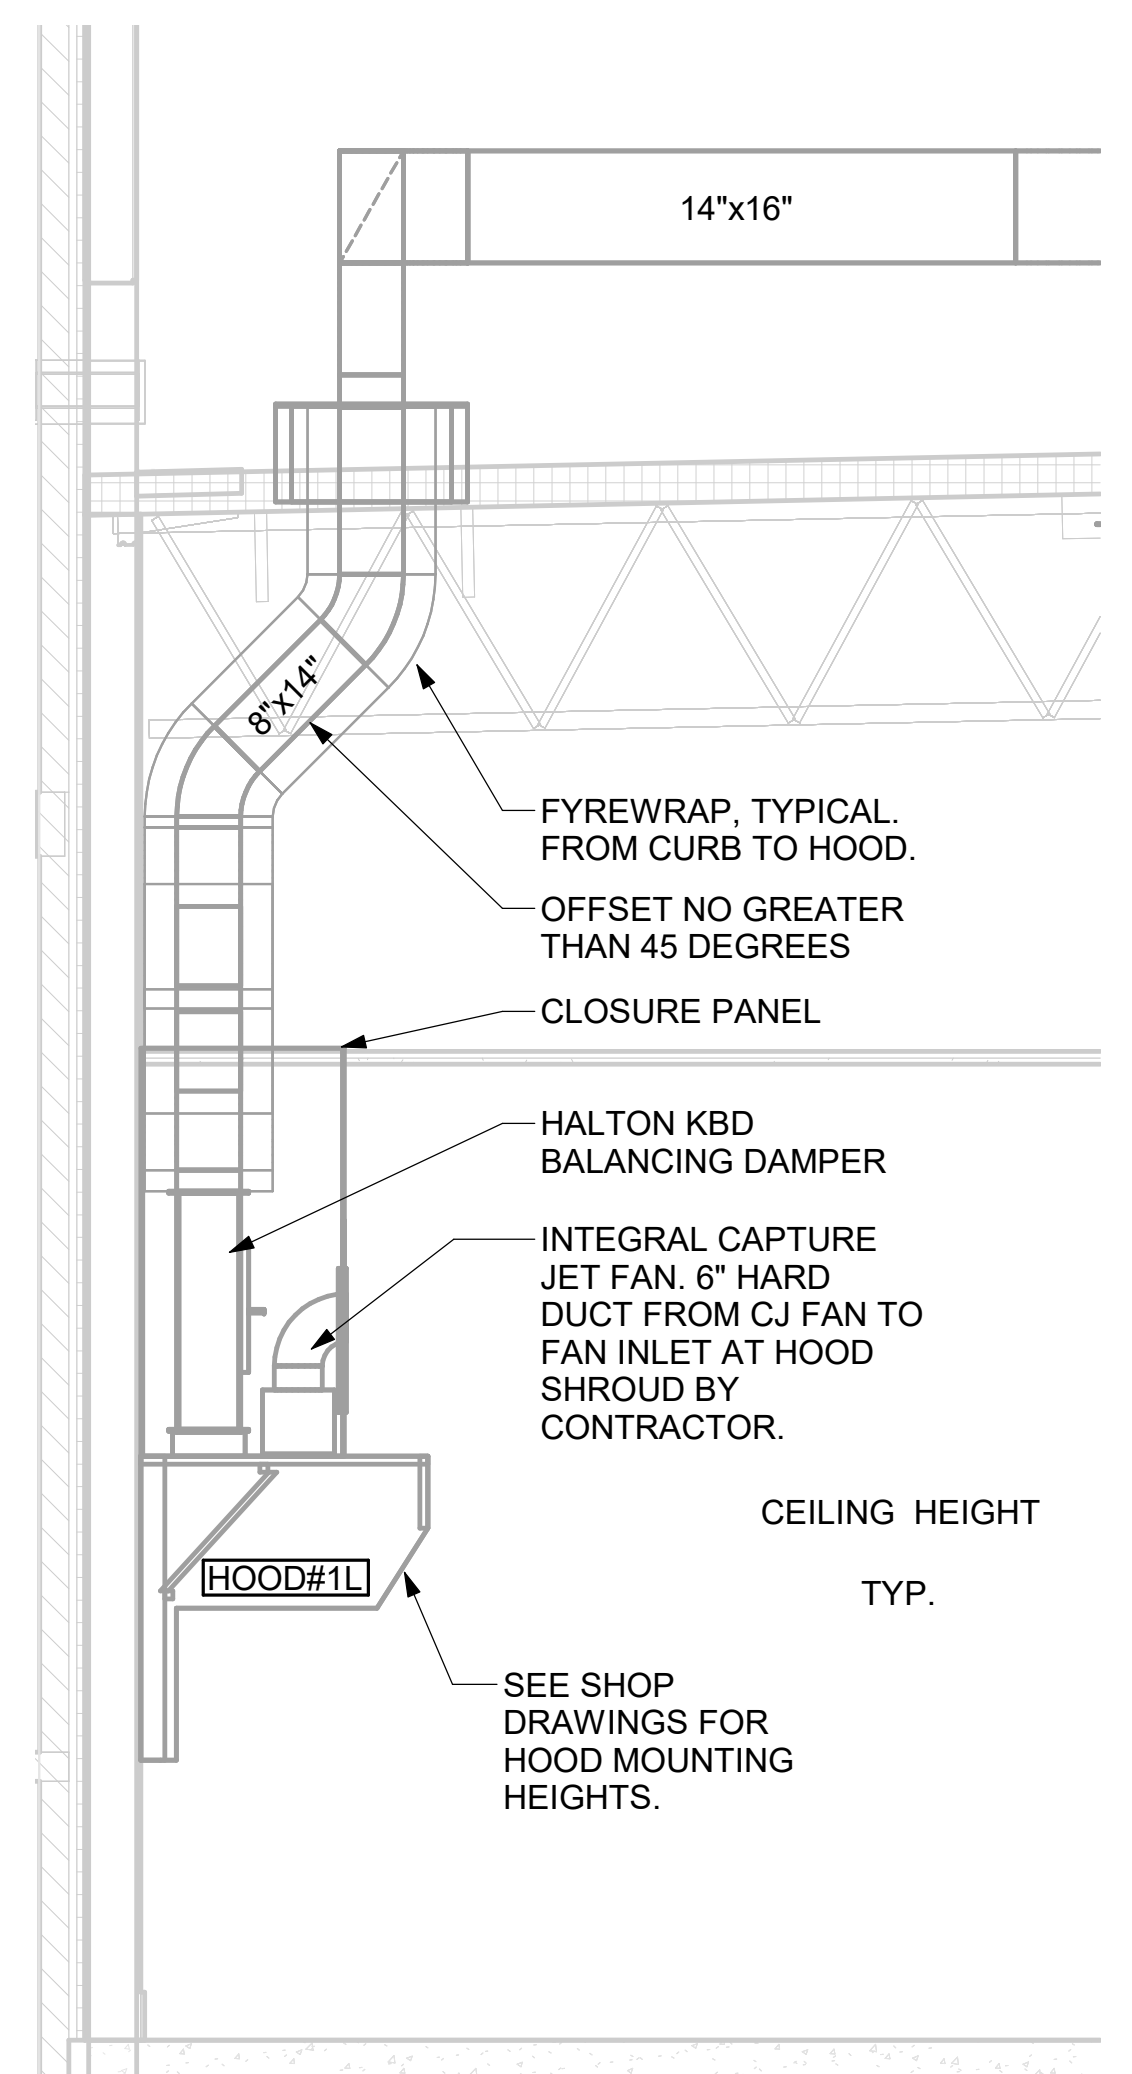 14"x16"
8"x14"
FYREWRAP, TYPICAL.
FROM CURB TO HOOD.
OFFSET NO GREATER
THAN 45 DEGREES
CLOSURE PANEL
HALTON KBD
BALANCING DAMPER
INTEGRAL CAPTURE
JET FAN. 6" HARD
DUCT FROM CJ FAN TO
FAN INLET AT HOOD
SHROUD BY
CONTRACTOR.
CEILING HEIGHT
HOOD#1L
TYP.
SEE SHOP
DRAWINGS FOR
HOOD MOUNTING
HEIGHTS.